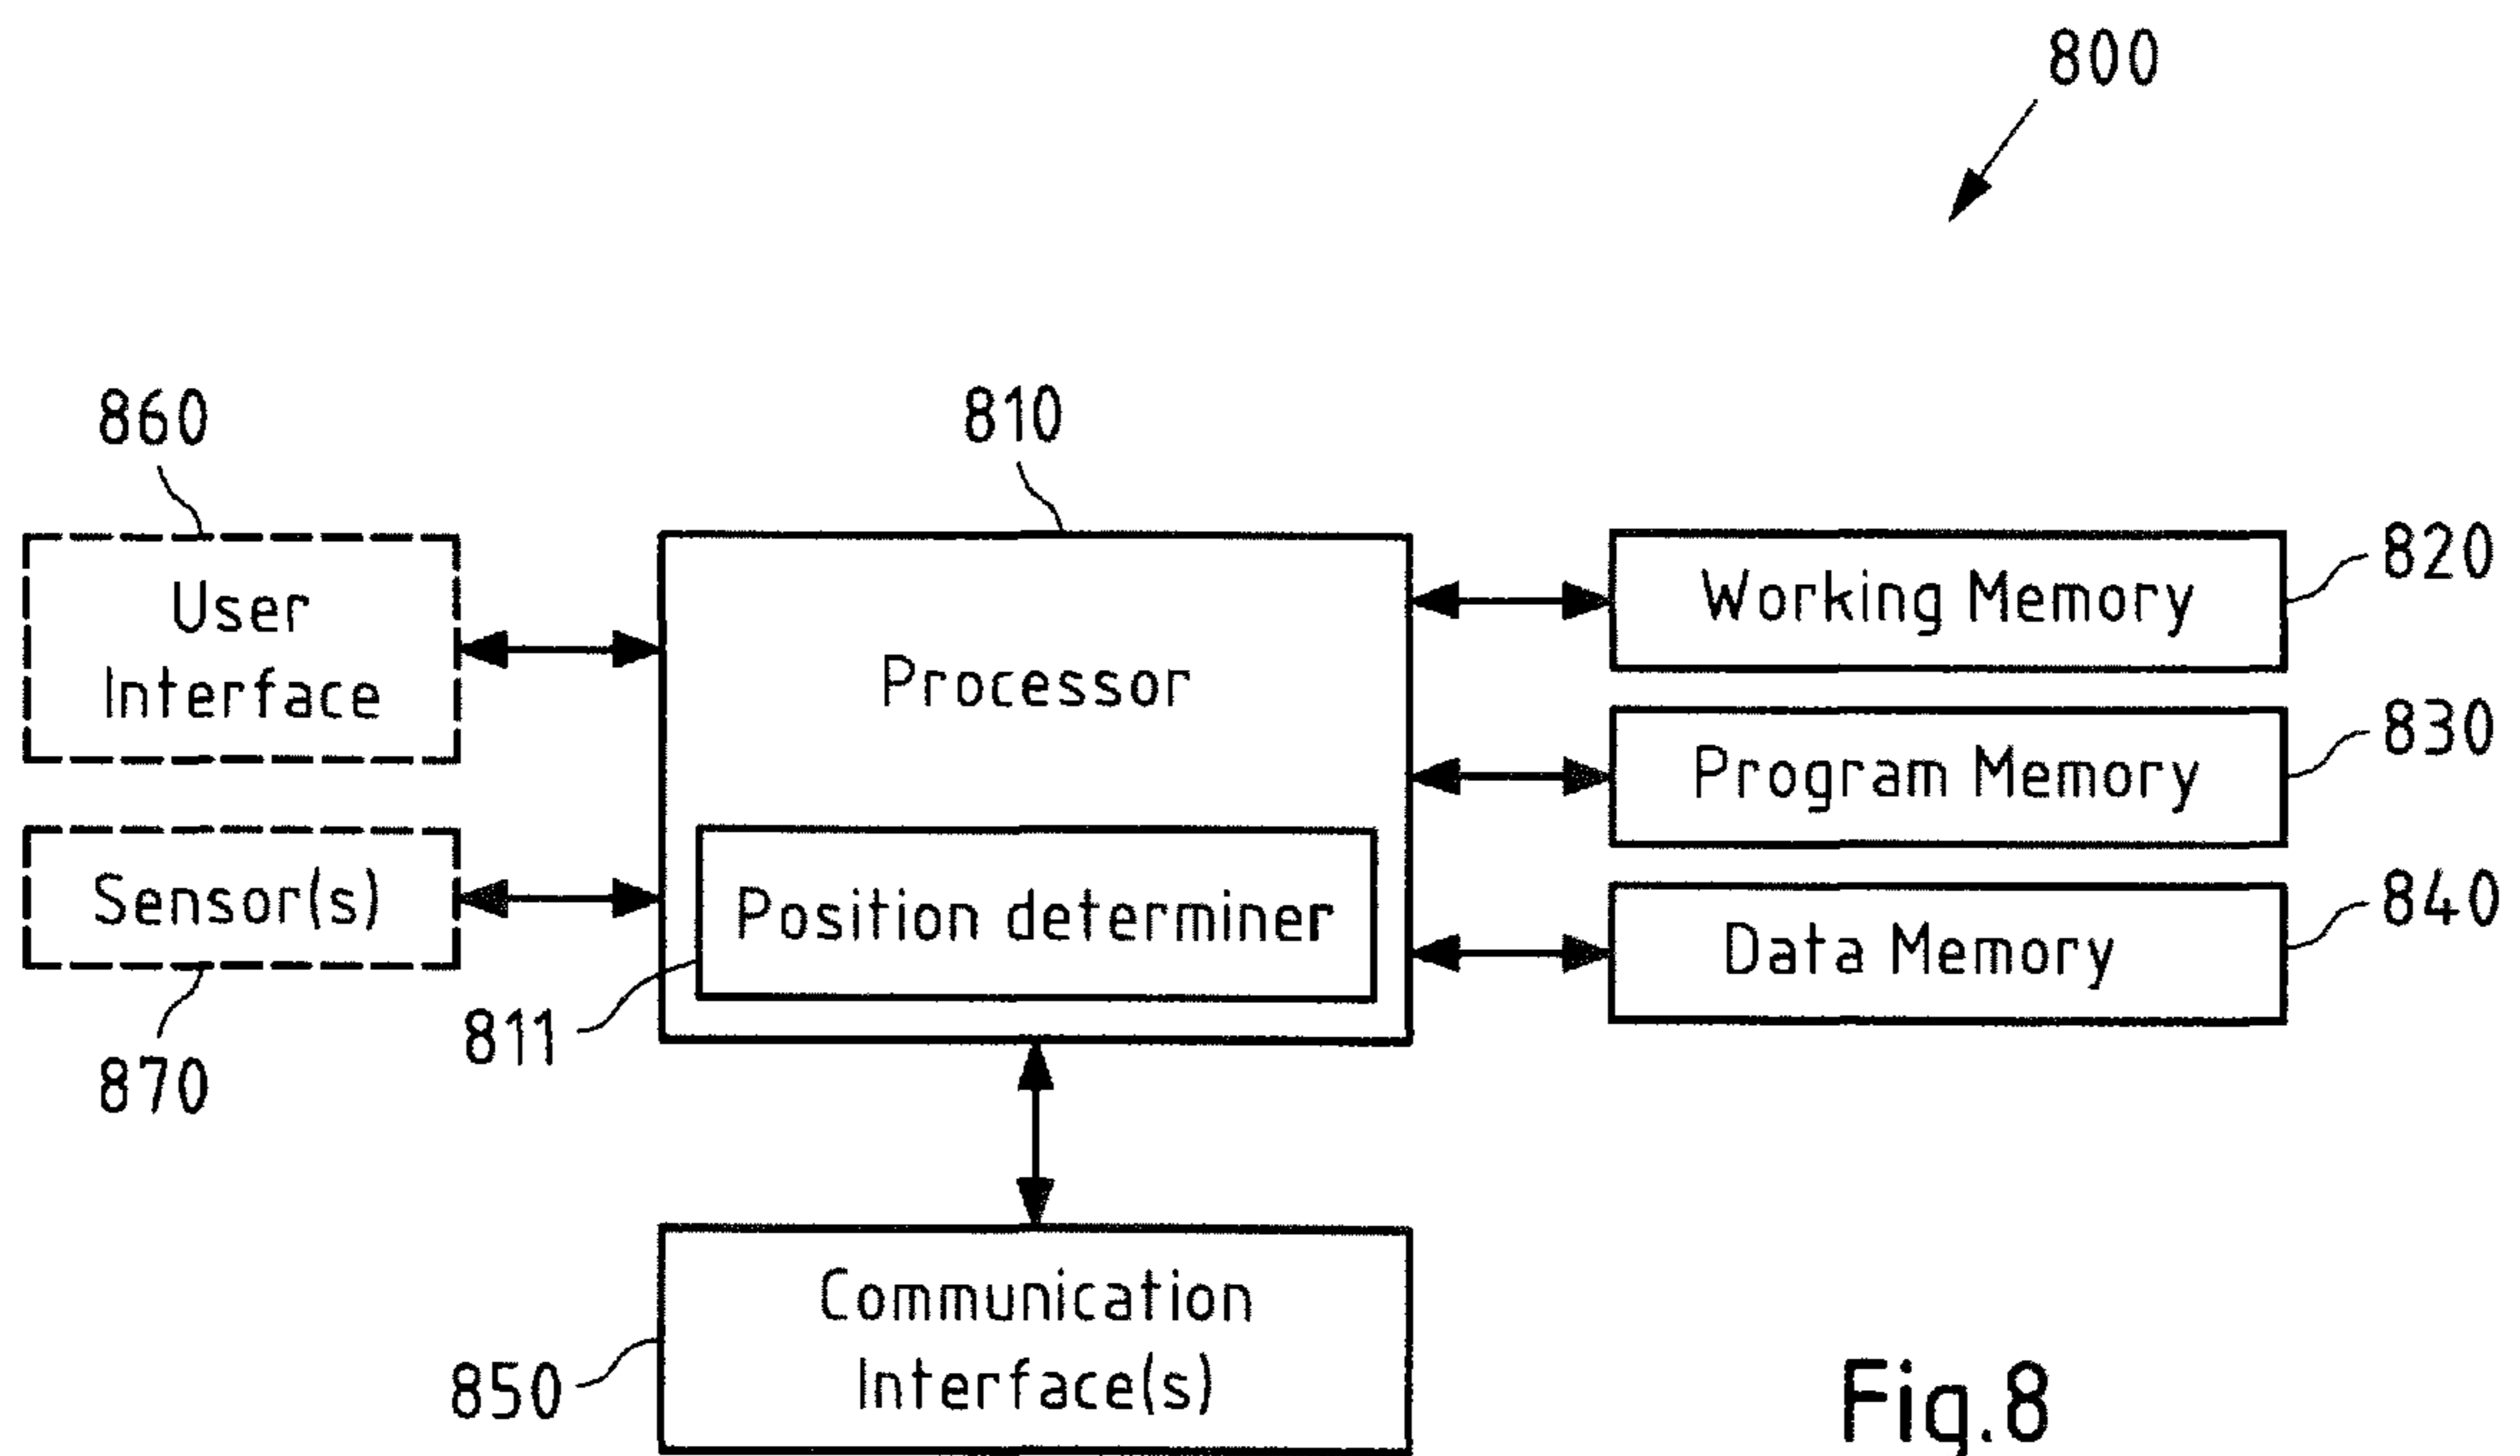 800
860
810
User
Interface
Processor
Working Memory
820
Program Memory
830
Sensor(s)
Position determiner
Data Memory
840
811
870
Communication
Interface(s)
850
Fig.8